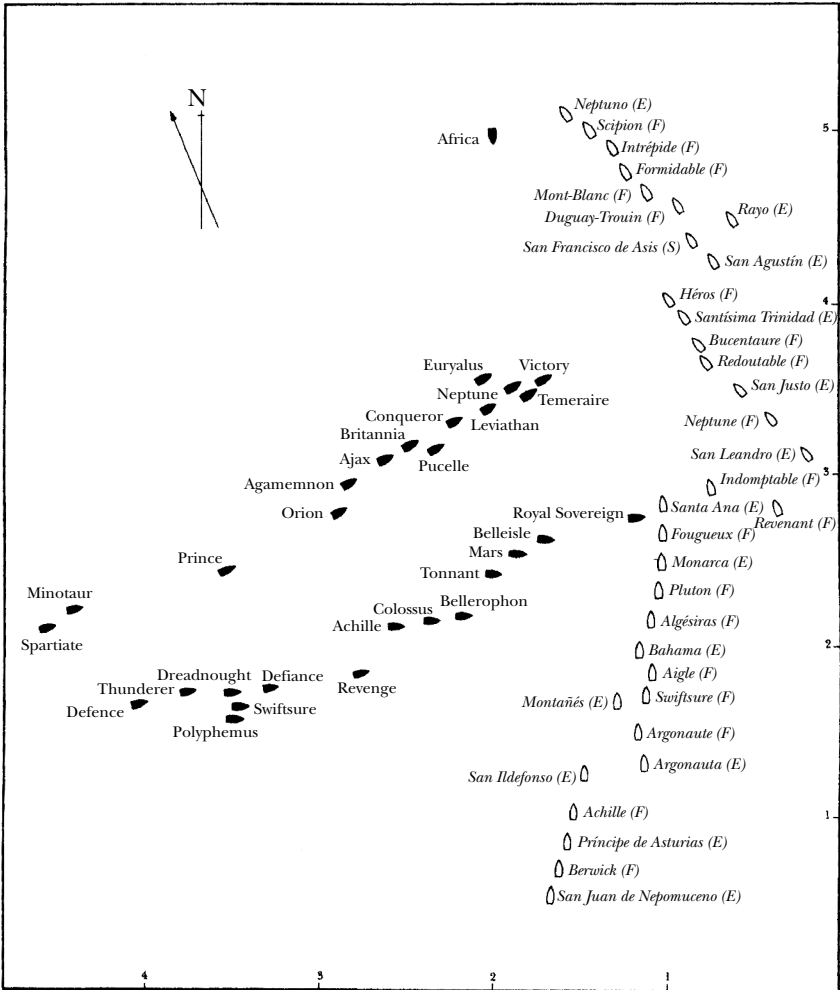 N
Africa
Neptuno (E)
Scipion (F)
Intrépide (F)
Formidable (F)
Mont-Blanc (F)
Duguay-Trouin (F)
Rayo (E)
San Francisco de Asis (S)
San Agustín (E)
Héros (F)
Santísima Trinidad (E)
Bucentaure (F)
Redoutable (F)
San Justo (E)
Neptune (F)
San Leandro (E)
Indomptable (F)
Santa Ana (E)
Revenant (F)
Fougueux (F)
Monarca (E)
Pluton (F)
Algésiras (F)
Bahama (E)
Aigle (F)
Montañés (E)
Swiftsure (F)
Argonaute (F)
Argonauta (E)
San Ildefonso (E)
Achille (F)
Príncipe de Asturias (E)
Berwick (F)
San Juan de Nepomuceno (E)
Euryalus
Victory
Neptune
Temeraire
Conqueror
Leviathan
Britannia
Ajax
Pucelle
Agamemnon
Orion
Prince
Minotaur
Spartiate
Royal Sovereign
Belleisle
Mars
Tonnant
Bellerophon
Colossus
Achille
Revenge
Defiance
Dreadnought
Thunderer
Swiftsure
Defence
Polyphemus
5
4
3
2
1
4
3
2
1